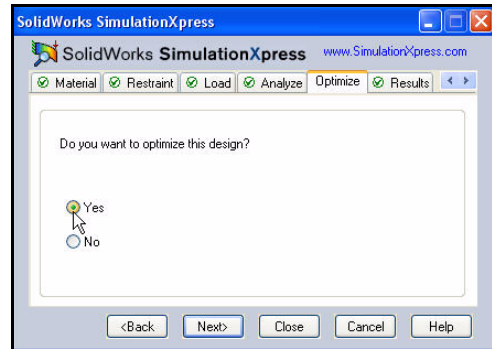 SolidWorks SimulationXpress
SolidWorks SimulationXpress www.SimulationXpress.com
Material Restraint Load Analyze Optimize Results
Do you want to optimize this design?
Yes
No
<Back Next> Close Cancel Help